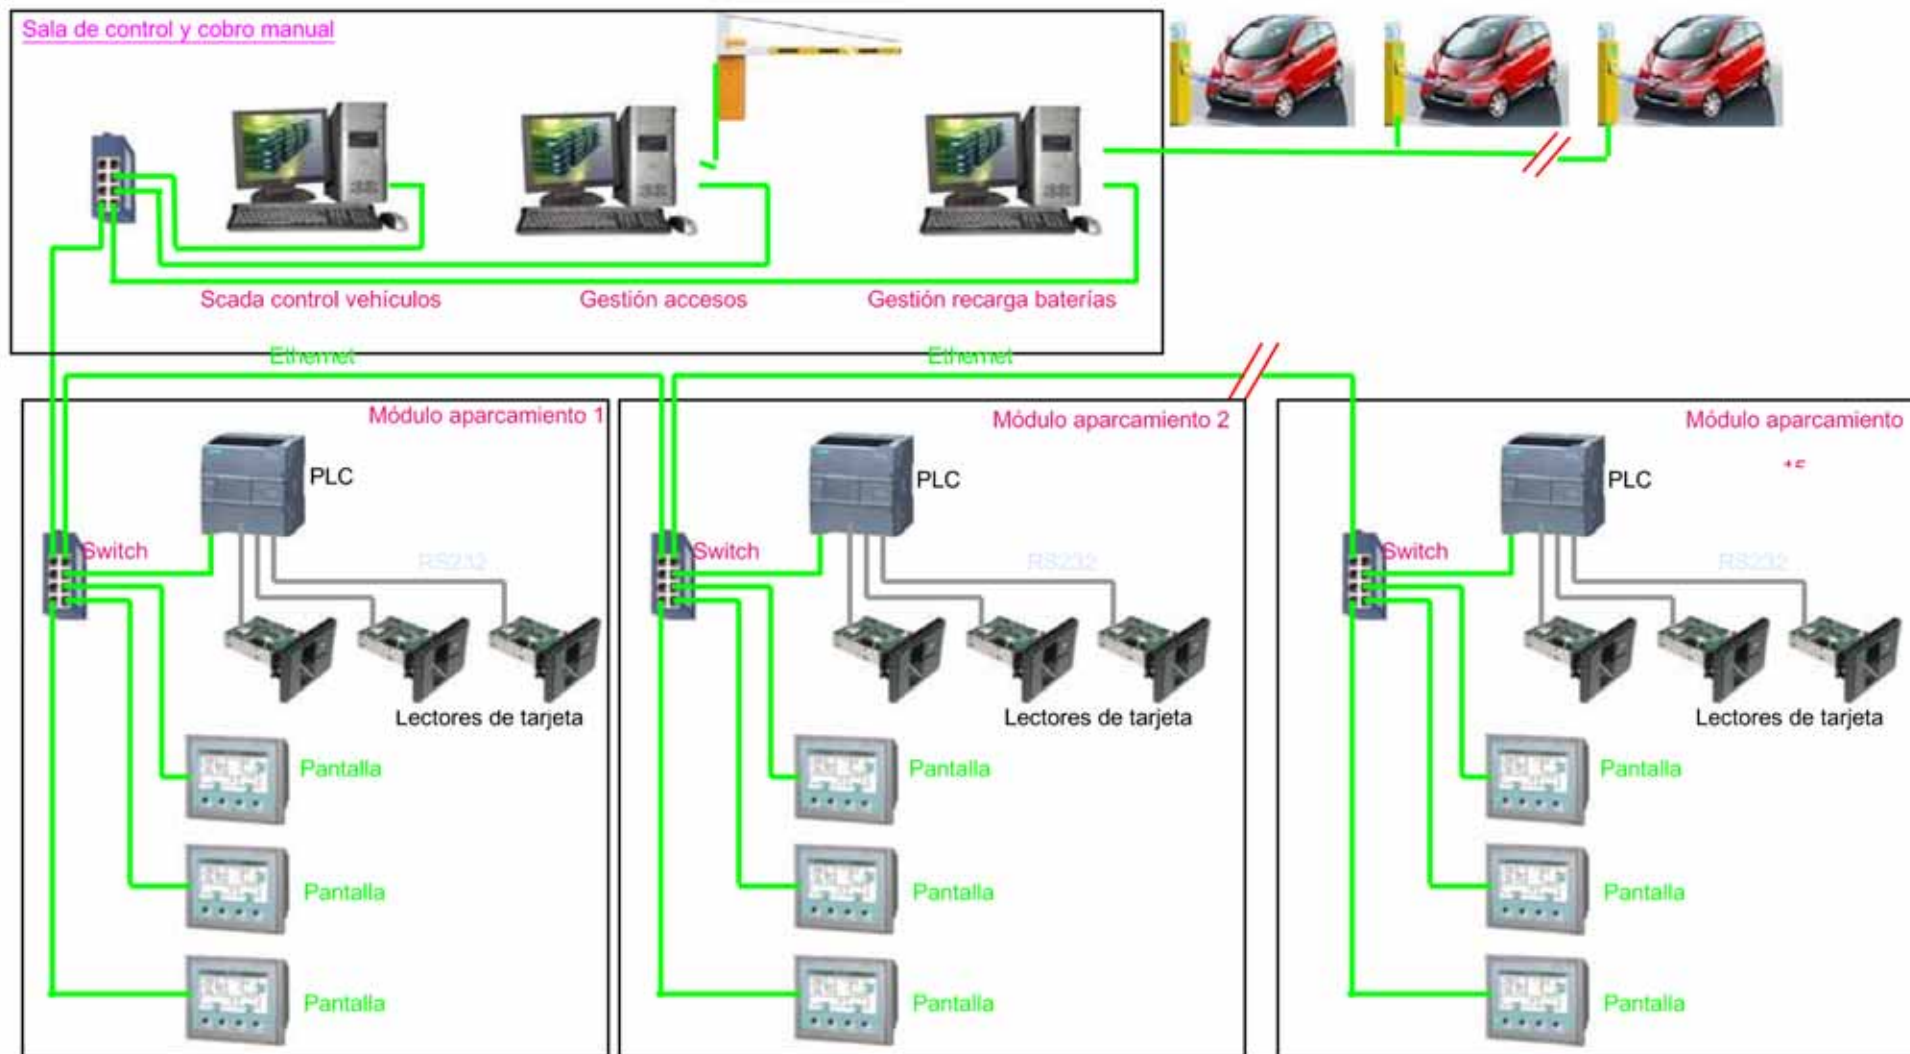 Sala de control y cobro manual
Scada control vehículos
Gestión accesos
Gestión recarga baterías
Ethernet
Ethernet
Módulo aparcamiento 1
PLC
Switch
RS232
Lectores de tarjeta
Pantalla
Pantalla
Pantalla
Módulo aparcamiento 2
PLC
Switch
RS232
Lectores de tarjeta
Pantalla
Pantalla
Pantalla
Módulo aparcamiento
PLC
Switch
RS232
Lectores de tarjeta
Pantalla
Pantalla
Pantalla